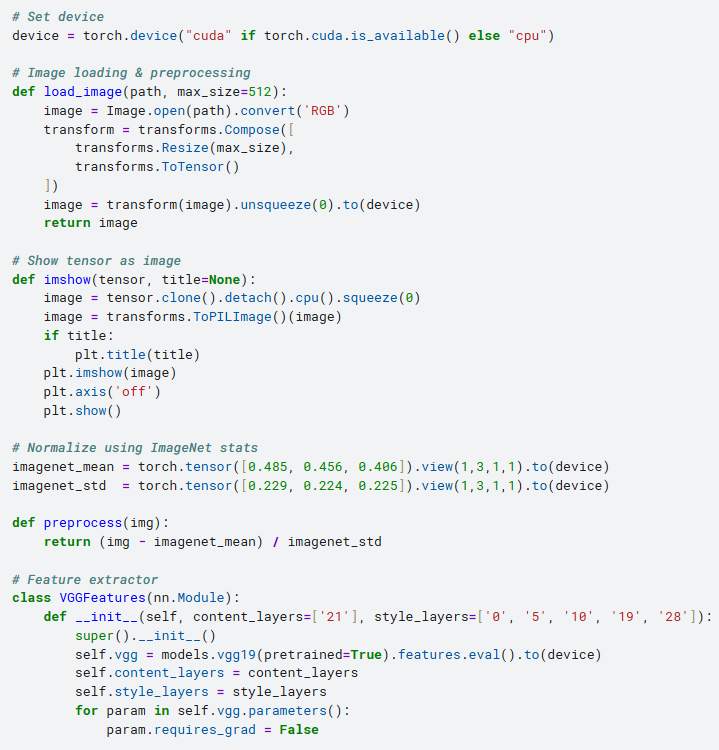 # Set device
device = torch.device("cuda" if torch.cuda.is_available() else "cpu")

# Image loading & preprocessing
def load_image(path, max_size=512):
    image = Image.open(path).convert('RGB')
    transform = transforms.Compose([
        transforms.Resize(max_size),
        transforms.ToTensor()
    ])
    image = transform(image).unsqueeze(0).to(device)
    return image

# Show tensor as image
def imshow(tensor, title=None):
    image = tensor.clone().detach().cpu().squeeze(0)
    image = transforms.ToPILImage()(image)
    if title:
        plt.title(title)
    plt.imshow(image)
    plt.axis('off')
    plt.show()

# Normalize using ImageNet stats
imagenet_mean = torch.tensor([0.485, 0.456, 0.406]).view(1,3,1,1).to(device)
imagenet_std  = torch.tensor([0.229, 0.224, 0.225]).view(1,3,1,1).to(device)

def preprocess(img):
    return (img - imagenet_mean) / imagenet_std

# Feature extractor
class VGGFeatures(nn.Module):
    def __init__(self, content_layers=['21'], style_layers=['0', '5', '10', '19', '28']):
        super().__init__()
        self.vgg = models.vgg19(pretrained=True).features.eval().to(device)
        self.content_layers = content_layers
        self.style_layers = style_layers
        for param in self.vgg.parameters():
            param.requires_grad = False